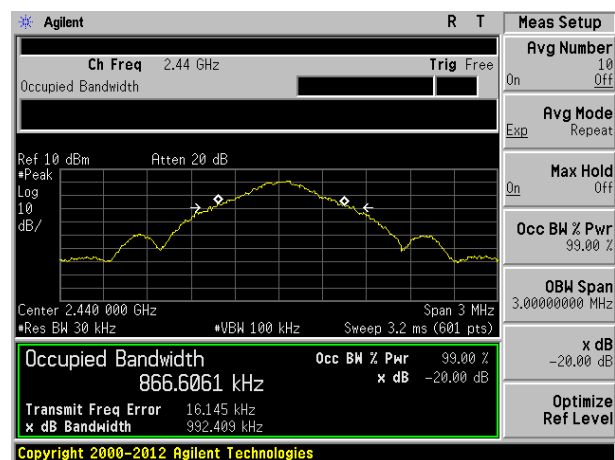 Agilent R T Meas Setup
Avg Number
10
On Off
Ch Freq 2.44 GHz Trig Free
Occupied Bandwidth
Avg Mode
Exp Repeat
Ref 10 dBm Atten 20 dB
#Peak
Log
10
dB/
Max Hold
On Off
Occ BW % Pwr
99.00 %
Center 2.440 000 GHz Span 3 MHz
#Res BW 30 kHz #VBW 100 kHz Sweep 3.2 ms (601 pts)
OBW Span
3.00000000 MHz
Occupied Bandwidth Occ BW % Pwr 99.00 %
866.6061 kHz x dB -20.00 dB
x dB
-20.00 dB
Transmit Freq Error 16.145 kHz
x dB Bandwidth 992.409 kHz
Optimize
Ref Level
Copyright 2000-2012 Agilent Technologies